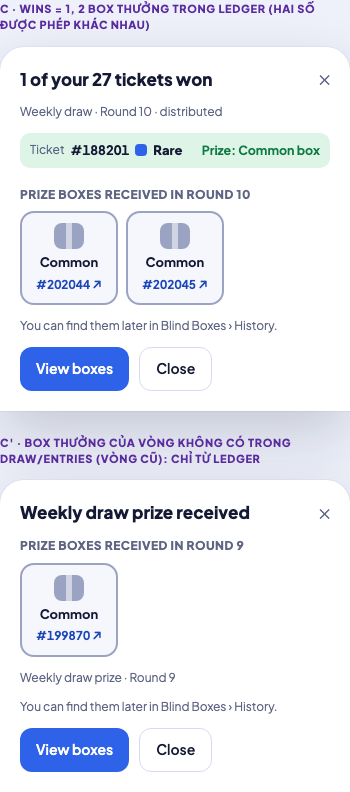 C · WINS = 1, 2 BOX THƯỞNG TRONG LEDGER (HAI SỐ
ĐƯỢC PHÉP KHÁC NHAU)
1 of your 27 tickets won
×
Weekly draw · Round 10 · distributed
Ticket #188201 Rare Prize: Common box
PRIZE BOXES RECEIVED IN ROUND 10
Common Common
#202044 ↗ #202045 ↗
You can find them later in Blind Boxes › History.
View boxes Close
C' · BOX THƯỞNG CỦA VÒNG KHÔNG CÓ TRONG
DRAW/ENTRIES (VÒNG CŨ): CHỈ TỪ LEDGER
Weekly draw prize received
×
PRIZE BOXES RECEIVED IN ROUND 9
Common
#199870 ↗
Weekly draw prize · Round 9
You can find them later in Blind Boxes › History.
View boxes Close